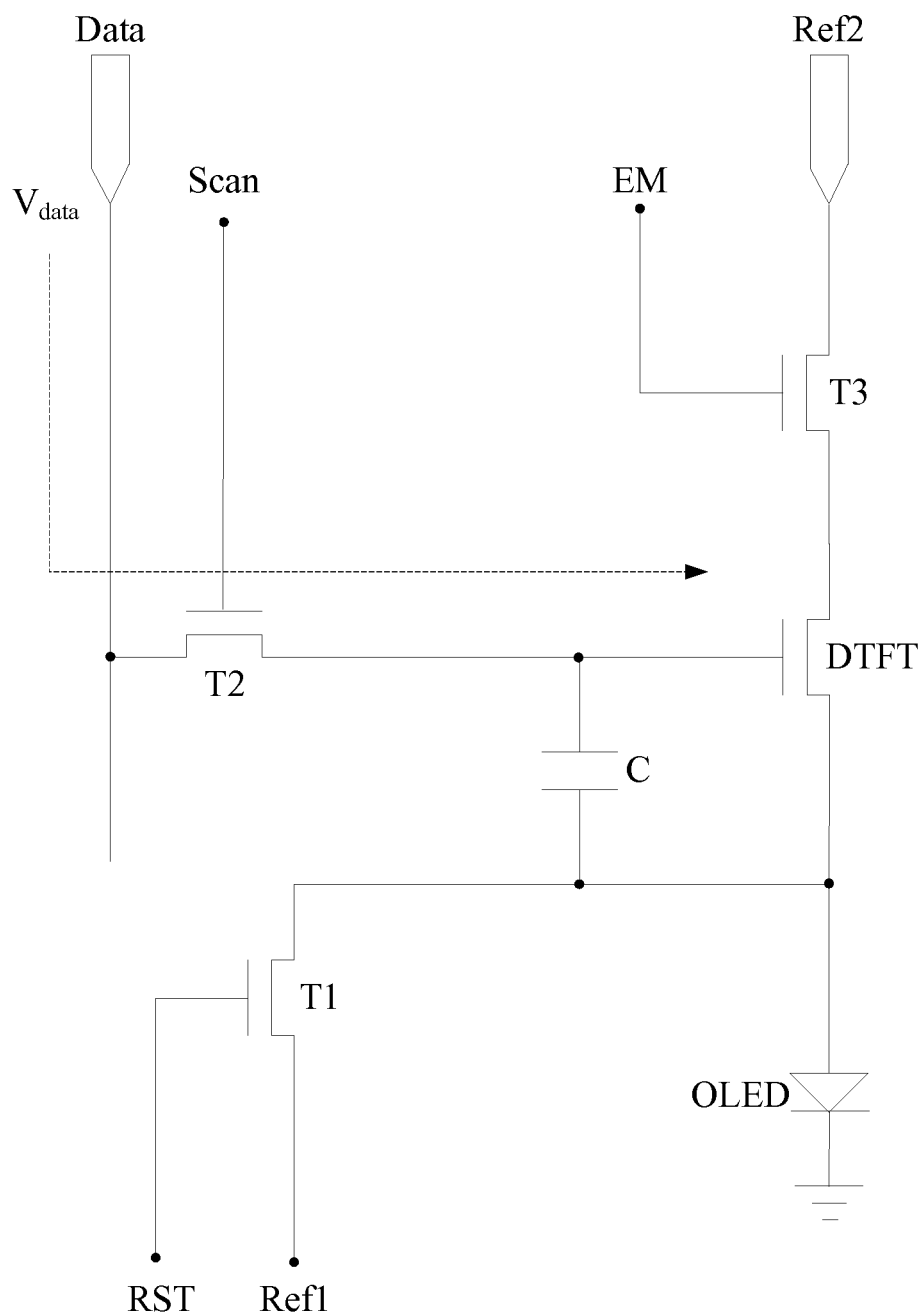 Data
Ref2
Scan
EM
Vdata
T3
T2
DTFT
C
T1
OLED
RST
Ref1